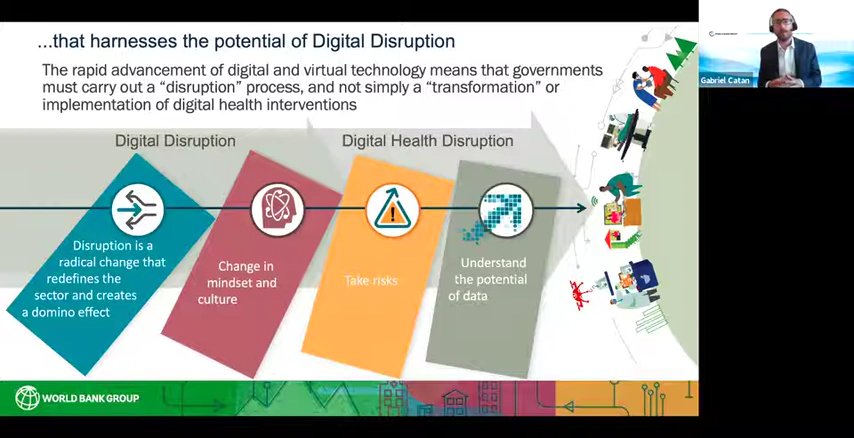 ...that harnesses the potential of Digital Disruption
The rapid advancement of digital and virtual technology means that governments
must carry out a “disruption” process, and not simply a “transformation” or
implementation of digital health interventions
Digital Disruption
Digital Health Disruption
Disruption is a
radical change that
redefines the
sector and creates
a domino effect
Change in
mindset and
culture
Take risks
Understand
the potential
of data
WORLD BANK GROUP
Gabriel Catan